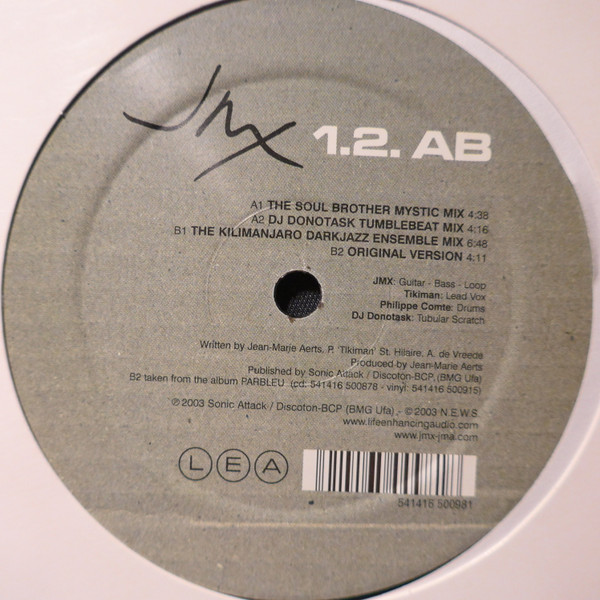 JMX 1.2. AB
A1 THE SOUL BROTHER MYSTIC MIX 4:38
A2 DJ DONOTASK TUMBLEBEAT MIX 4:16
B1 THE KILIMANJARO DARKJAZZ ENSEMBLE MIX 6:48
B2 ORIGINAL VERSION 4:11
JMX: Guitar - Bass - Loop
Tikiman: Lead Vox
Philippe Comte: Drums
DJ Donotask: Tubular Scratch
Written by Jean-Marie Aerts, P. 'Tikiman' St. Hilaire, A. de Vreede
Produced by Jean-Marie Aerts
Published by Sonic Attack / Discoton-BCP (BMG Ufa)
B2 taken from the album PARBLEU (cd: 541416 500878 - vinyl: 541416 500915)
℗ 2003 Sonic Attack / Discoton-BCP (BMG Ufa) - © 2003 N.E.W.S.
www.lifeenhancingaudio.com
www.jmx-jma.com
L E A
541416 500981